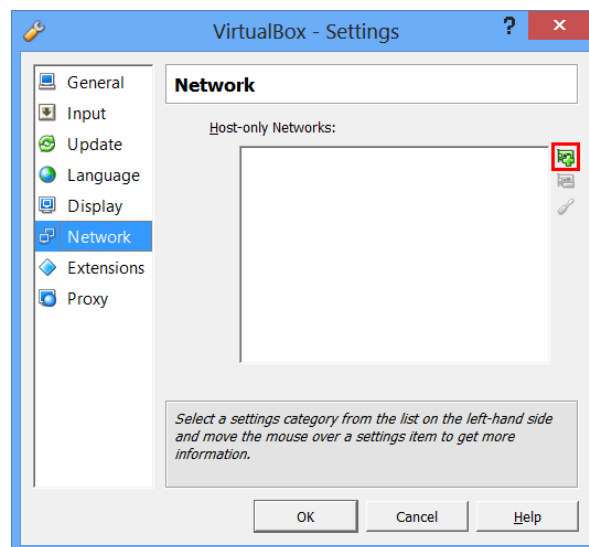 VirtualBox - Settings
?
×
General
Input
Update
Language
Display
Network
Extensions
Proxy
Network
Host-only Networks:
Select a settings category from the list on the left-hand side
and move the mouse over a settings item to get more
information.
OK
Cancel
Help